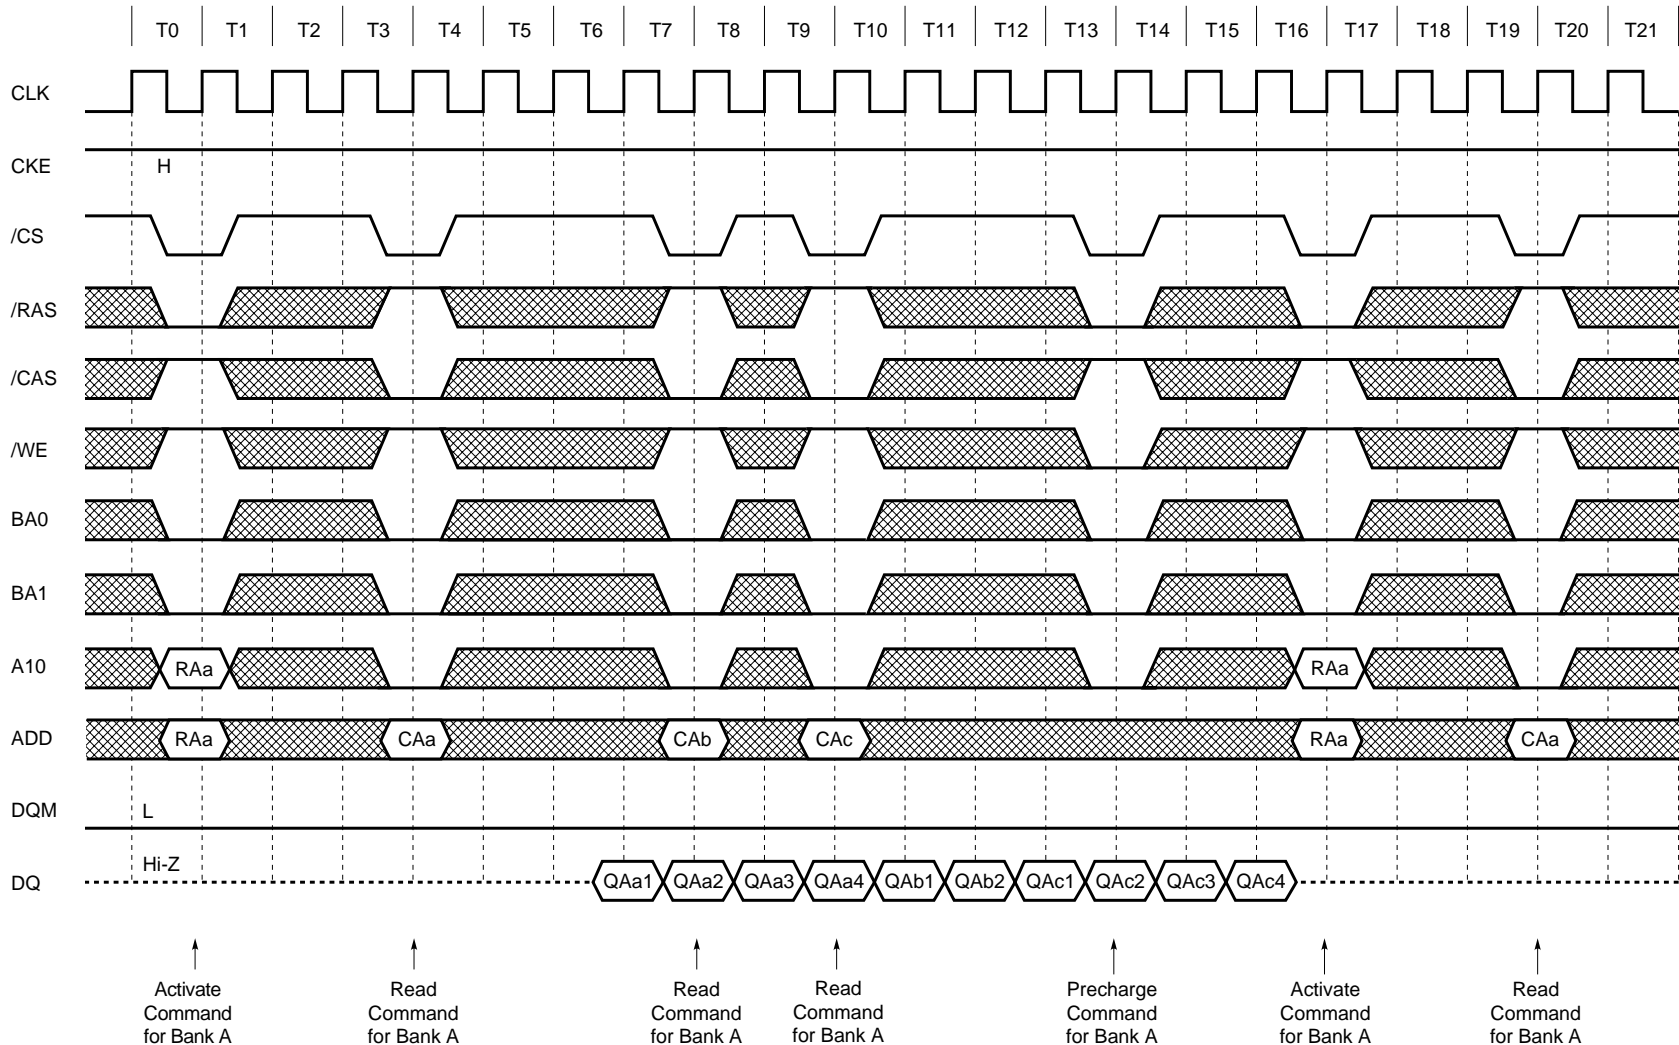 T0 T1 T2 T3 T4 T5 T6 T7 T8 T9 T10 T11 T12 T13 T14 T15 T16 T17 T18 T19 T20 T21
CLK
CKE H
/CS
/RAS
/CAS
/WE
BA0
BA1
A10 RAa RAa
ADD RAa CAa CAb CAc RAa CAa
DQM L
Hi-Z
DQ QAa1 QAa2 QAa3 QAa4 QAb1 QAb2 QAc1 QAc2 QAc3 QAc4
Activate
Command
for Bank A
Read
Command
for Bank A
Read
Command
for Bank A
Read
Command
for Bank A
Precharge
Command
for Bank A
Activate
Command
for Bank A
Read
Command
for Bank A